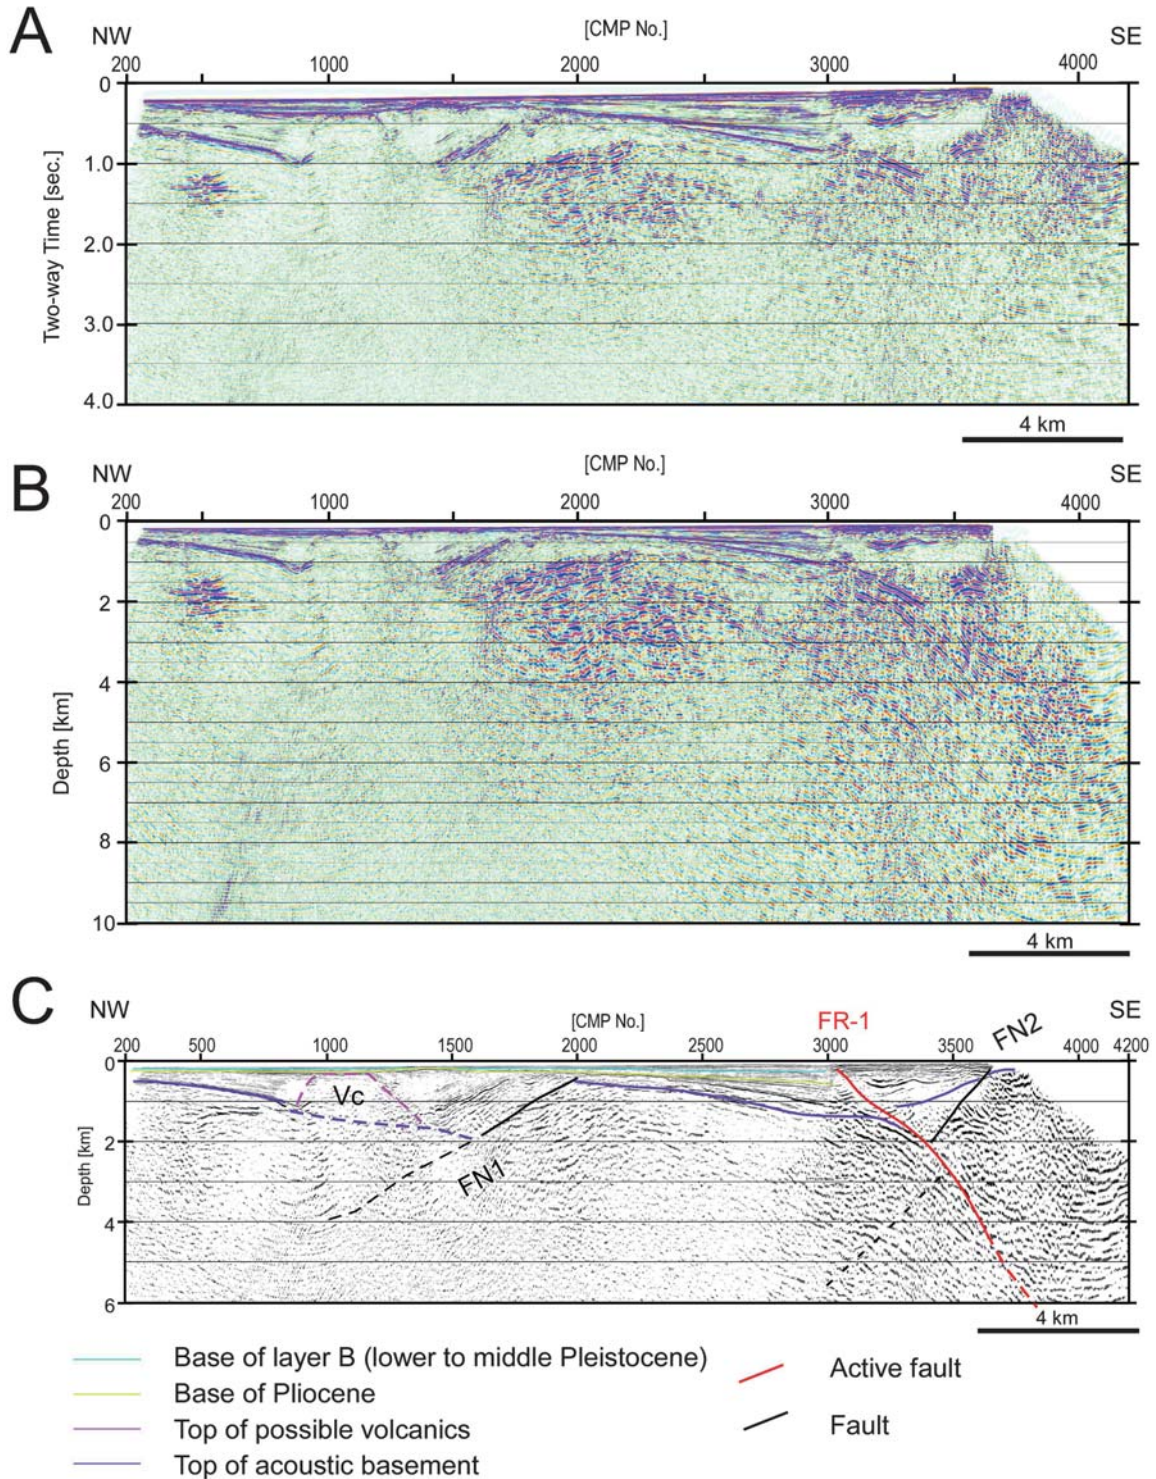 A
NW
[CMP No.]
SE
200 1000 2000 3000 4000
0
1.0
2.0
3.0
4.0
Two-way Time [sec.]
4 km
B
NW
[CMP No.]
SE
200 1000 2000 3000 4000
0
2
4
6
8
10
Depth [km]
4 km
C
NW
[CMP No.]
FR-1
FN2
SE
200 500 1000 1500 2000 2500 3000 3500 4000 4200
0
2
4
6
Depth [km]
Vc
FN1
4 km
Base of layer B (lower to middle Pleistocene)
Base of Pliocene
Top of possible volcanics
Top of acoustic basement
Active fault
Fault